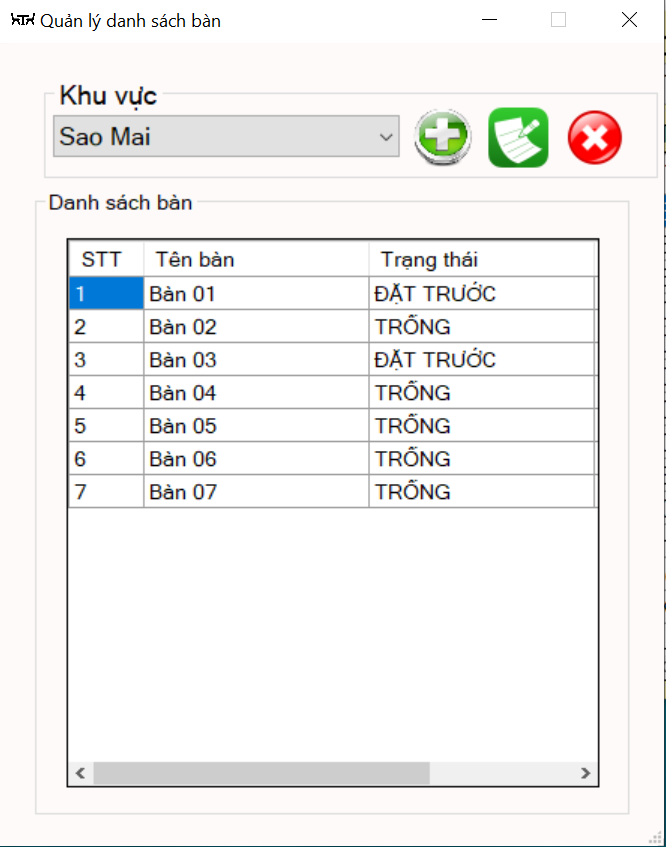 Quản lý danh sách bàn
Khu vực
Sao Mai
Danh sách bàn
STT Tên bàn Trạng thái
1 Bàn 01 ĐẶT TRƯỚC
2 Bàn 02 TRỐNG
3 Bàn 03 ĐẶT TRƯỚC
4 Bàn 04 TRỐNG
5 Bàn 05 TRỐNG
6 Bàn 06 TRỐNG
7 Bàn 07 TRỐNG